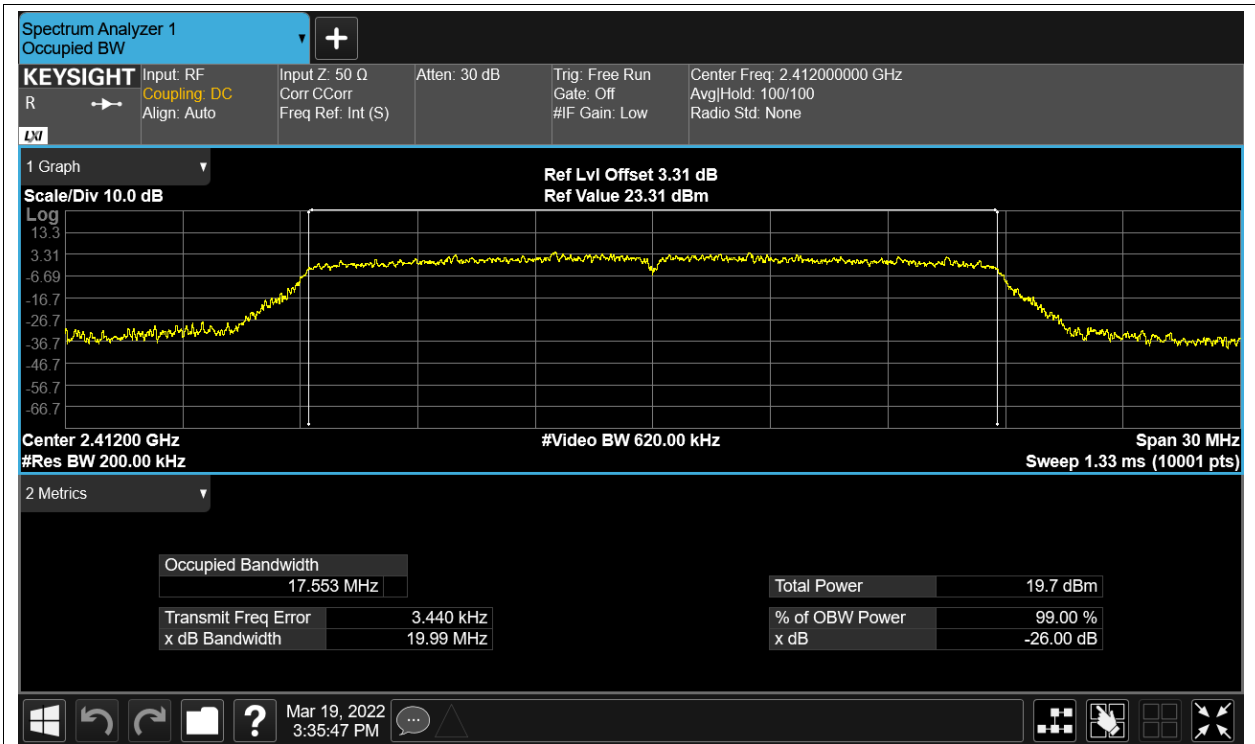 Spectrum Analyzer 1
Occupied BW
KEYSIGHT
R
LXI
Input: RF
Coupling: DC
Align: Auto
Input Z: 50 Ω
Corr CCorr
Freq Ref: Int (S)
Atten: 30 dB
Trig: Free Run
Gate: Off
#IF Gain: Low
Center Freq: 2.412000000 GHz
Avg|Hold: 100/100
Radio Std: None
1 Graph
Scale/Div 10.0 dB
Ref Lvl Offset 3.31 dB
Ref Value 23.31 dBm
Log
13.3
3.31
-6.69
-16.7
-26.7
-36.7
-46.7
-56.7
-66.7
Center 2.41200 GHz
#Res BW 200.00 kHz
#Video BW 620.00 kHz
Span 30 MHz
Sweep 1.33 ms (10001 pts)
2 Metrics
Occupied Bandwidth
17.553 MHz
Transmit Freq Error 3.440 kHz
x dB Bandwidth 19.99 MHz
Total Power 19.7 dBm
% of OBW Power 99.00 %
x dB -26.00 dB
?
Mar 19, 2022
3:35:47 PM